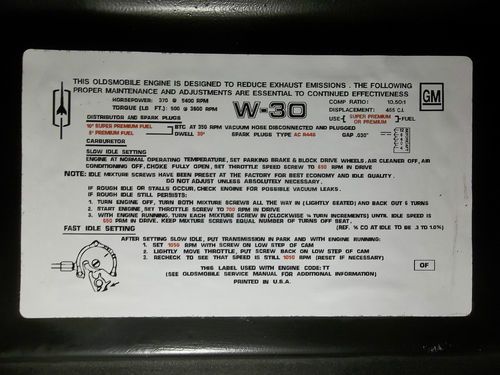 THIS OLDSMOBILE ENGINE IS DESIGNED TO REDUCE EXHAUST EMISSIONS . THE FOLLOWING
PROPER MAINTENANCE AND ADJUSTMENTS ARE ESSENTIAL TO CONTINUED EFFECTIVENESS
HORSEPOWER: 370 @ 5400 RPM
TORQUE (LB FT.): 500 @ 3600 RPM
W-30
COMP RATIO: 10.50:1
DISPLACEMENT: 455 C.I.
GM
DISTRIBUTOR AND SPARK PLUGS
USE { SUPER PREMIUM OR PREMIUM } FUEL
10° SUPER PREMIUM FUEL
8° PREMIUM FUEL
BTC AT 350 RPM VACUUM HOSE DISCONNECTED AND PLUGGED
DWELL 30° SPARK PLUGS TYPE AC R44S GAP .030"
CARBURETOR
SLOW IDLE SETTING
ENGINE AT NORMAL OPERATING TEMPERATURE, SET PARKING BRAKE & BLOCK DRIVE WHEELS, AIR CLEANER OFF, AIR
CONDITIONING OFF. CHOKE FULLY OPEN, SET THROTTLE SPEED SCREW TO 650 RPM IN DRIVE
NOTE: IDLE MIXTURE SCREWS HAVE BEEN PRESET AT THE FACTORY FOR BEST ECONOMY AND IDLE QUALITY.
DO NOT ADJUST UNLESS ABSOLUTELY NECESSARY.
IF ROUGH IDLE OR STALLS OCCUR, CHECK ENGINE FOR POSSIBLE VACUUM LEAKS.
IF ROUGH IDLE STILL PERSISTS:
1. TURN ENGINE OFF, TURN BOTH MIXTURE SCREWS ALL THE WAY IN (LIGHTLY SEATED) AND BACK OUT 6 TURNS
2. START ENGINE, SET THROTTLE SCREW TO 700 RPM IN DRIVE
3. WITH ENGINE RUNNING, TURN EACH MIXTURE SCREW IN (CLOCKWISE ¼ TURN INCREMENTS) UNTIL IDLE SPEED IS
650 RPM IN DRIVE, KEEP MIXTURE SCREWS EQUAL NUMBER OF TURNS OFF SEAT.
(REF. % CO AT IDLE TO BE .3 TO 1.0%)
FAST IDLE SETTING
AFTER SETTING SLOW IDLE, PUT TRANSMISSION IN PARK AND WITH ENGINE RUNNING:
1. SET 1050 RPM WITH SCREW ON LOW STEP OF CAM
2. LIGHTLY MOVE THROTTLE, PUT SCREW BACK ON LOW STEP OF CAM
3. RECHECK TO SEE THAT SPEED IS STILL 1050 RPM (RESET IF NECESSARY)
THIS LABEL USED WITH ENGINE CODE: TT
(SEE OLDSMOBILE SERVICE MANUAL FOR ADDITIONAL INFORMATION)
PRINTED IN U.S.A.
OF